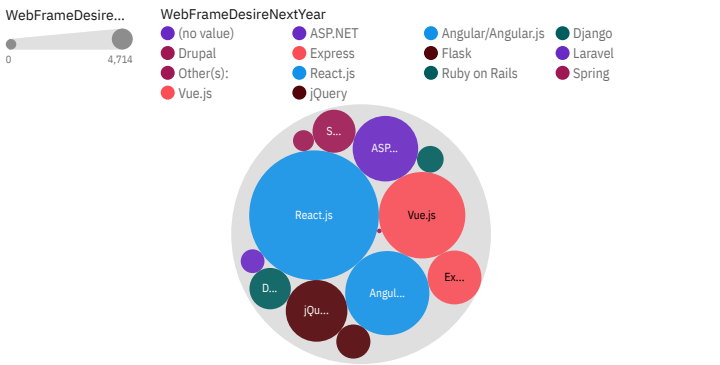 WebFrameDesire...
0 4,714
WebFrameDesireNextYear
(no value) ASP.NET Angular/Angular.js Django
Drupal Express Flask Laravel
Other(s): React.js Ruby on Rails Spring
Vue.js jQuery
S...
ASP...
React.js
Vue.js
Ex...
D...
Angul...
jQu...